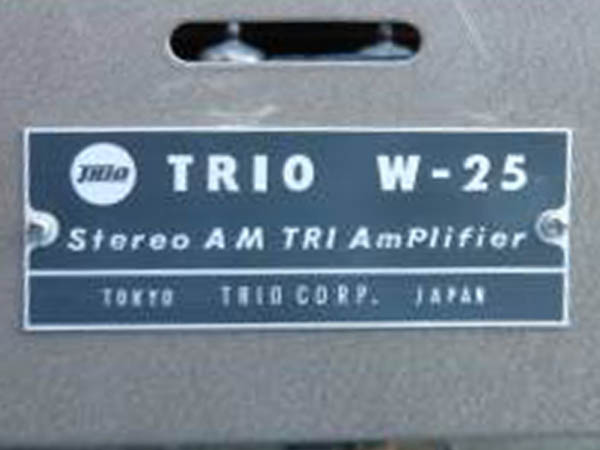 TRIO TRIO W-25
Stereo AM TRI AmPlifier
TOKYO TRIO CORP. JAPAN